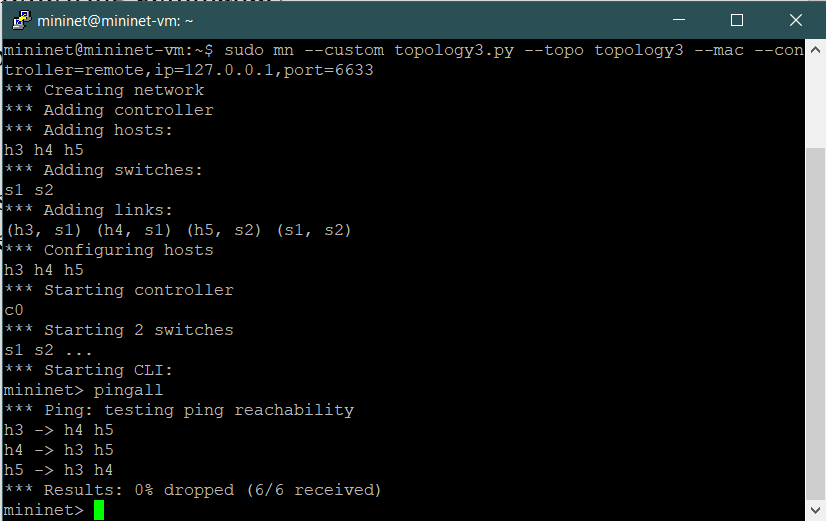 mininet@mininet-vm: ~
mininet@mininet-vm:~$ sudo mn --custom topology3.py --topo topology3 --mac --con
troller=remote,ip=127.0.0.1,port=6633
*** Creating network
*** Adding controller
*** Adding hosts:
h3 h4 h5
*** Adding switches:
s1 s2
*** Adding links:
(h3, s1) (h4, s1) (h5, s2) (s1, s2)
*** Configuring hosts
h3 h4 h5
*** Starting controller
c0
*** Starting 2 switches
s1 s2 ...
*** Starting CLI:
mininet> pingall
*** Ping: testing ping reachability
h3 -> h4 h5
h4 -> h3 h5
h5 -> h3 h4
*** Results: 0% dropped (6/6 received)
mininet>